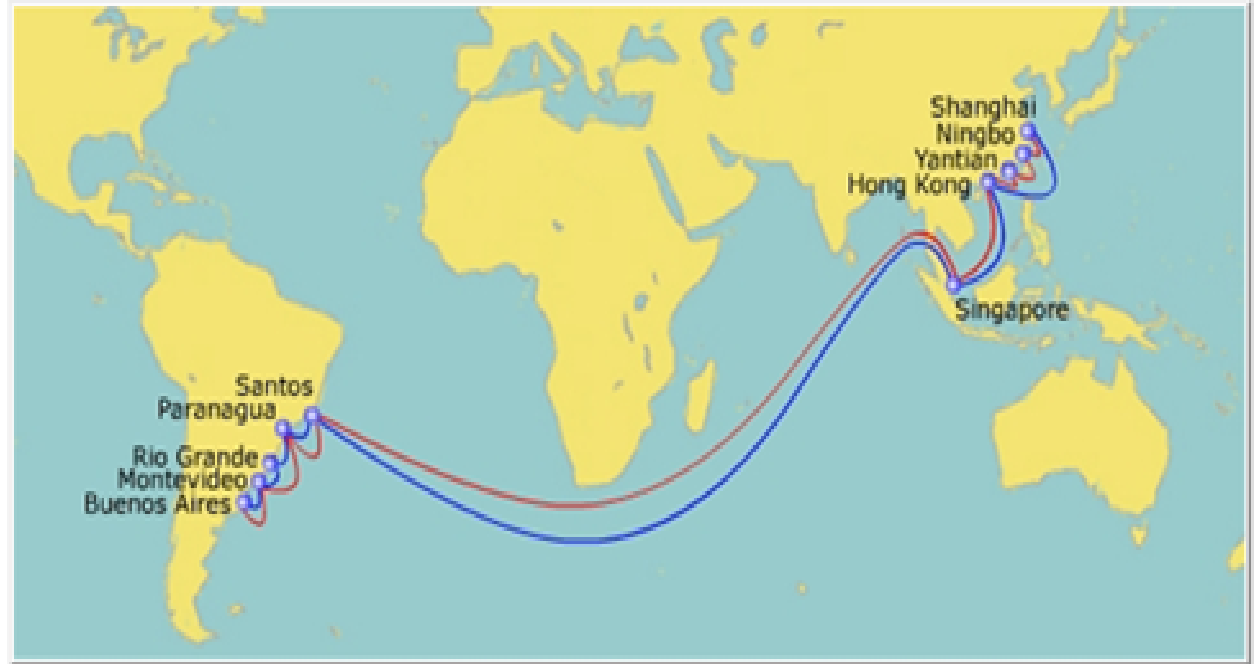 Shanghai
Ningbo
Yantian
Hong Kong
Singapore
Santos
Paranagua
Rio Grande
Montevideo
Buenos Aires